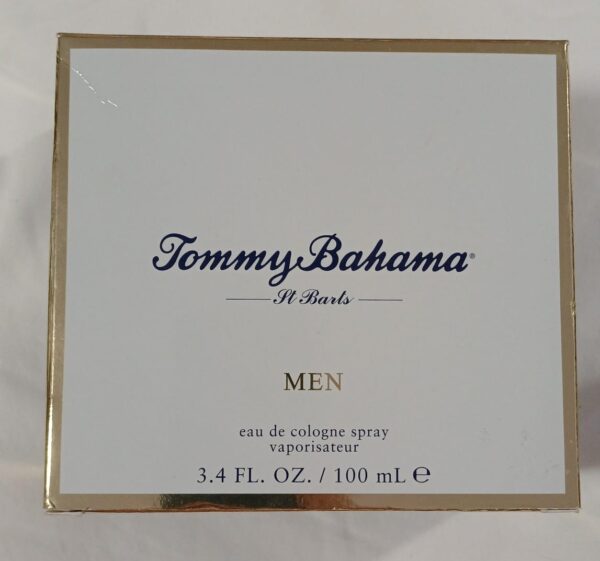 Tommy Bahama®
St Barts
MEN
eau de cologne spray
vaporisateur
3.4 FL. OZ. / 100 mL ℮